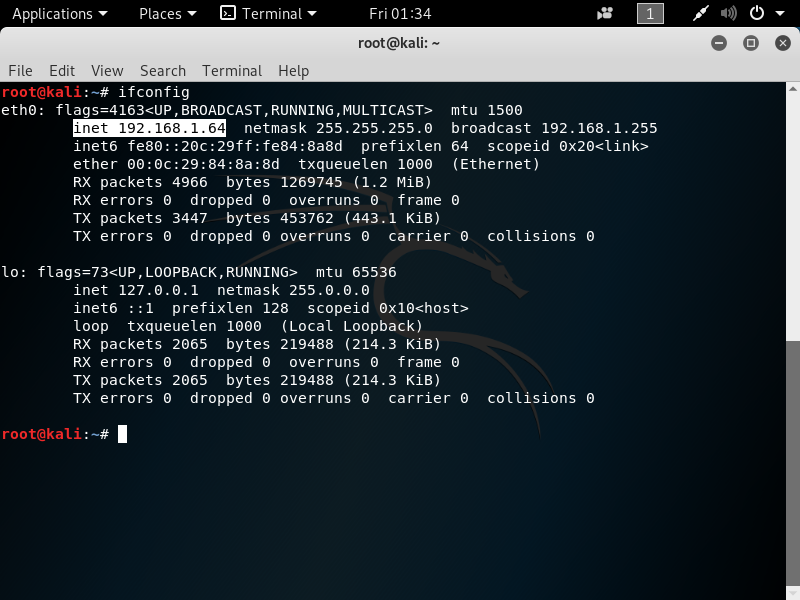 Applications Places Terminal Fri 01:34 1
root@kali: ~
File Edit View Search Terminal Help
root@kali:~# ifconfig
eth0: flags=4163<UP,BROADCAST,RUNNING,MULTICAST>  mtu 1500
        inet 192.168.1.64  netmask 255.255.255.0  broadcast 192.168.1.255
        inet6 fe80::20c:29ff:fe84:8a8d  prefixlen 64  scopeid 0x20<link>
        ether 00:0c:29:84:8a:8d  txqueuelen 1000  (Ethernet)
        RX packets 4966  bytes 1269745 (1.2 MiB)
        RX errors 0  dropped 0  overruns 0  frame 0
        TX packets 3447  bytes 453762 (443.1 KiB)
        TX errors 0  dropped 0 overruns 0  carrier 0  collisions 0
lo: flags=73<UP,LOOPBACK,RUNNING>  mtu 65536
        inet 127.0.0.1  netmask 255.0.0.0
        inet6 ::1  prefixlen 128  scopeid 0x10<host>
        loop  txqueuelen 1000  (Local Loopback)
        RX packets 2065  bytes 219488 (214.3 KiB)
        RX errors 0  dropped 0  overruns 0  frame 0
        TX packets 2065  bytes 219488 (214.3 KiB)
        TX errors 0  dropped 0 overruns 0  carrier 0  collisions 0
root@kali:~#